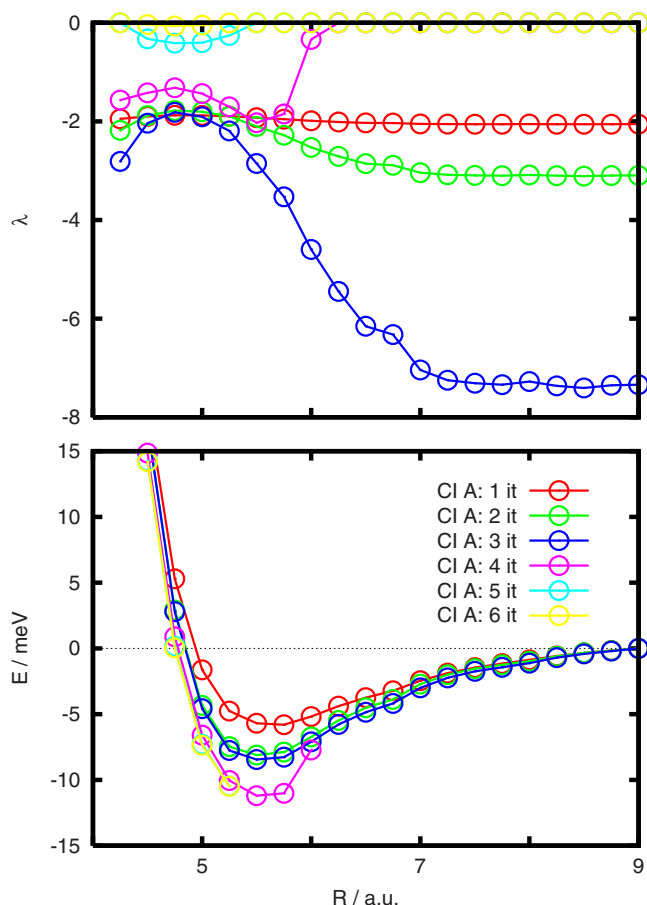 0
-2
-4
-6
-8
λ
15
10
5
0
-5
-10
-15
E / meV
CI A: 1 it
CI A: 2 it
CI A: 3 it
CI A: 4 it
CI A: 5 it
CI A: 6 it
5 7 9
R / a.u.